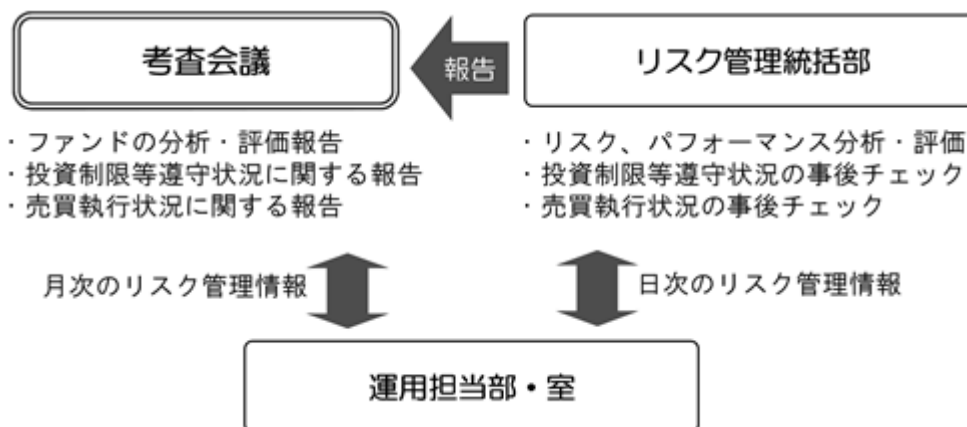 考査会議
報告
リスク管理統括部
・ファンドの分析・評価報告
・投資制限等遵守状況に関する報告
・売買執行状況に関する報告
・リスク、パフォーマンス分析・評価
・投資制限等遵守状況の事後チェック
・売買執行状況の事後チェック
月次のリスク管理情報
日次のリスク管理情報
運用担当部・室